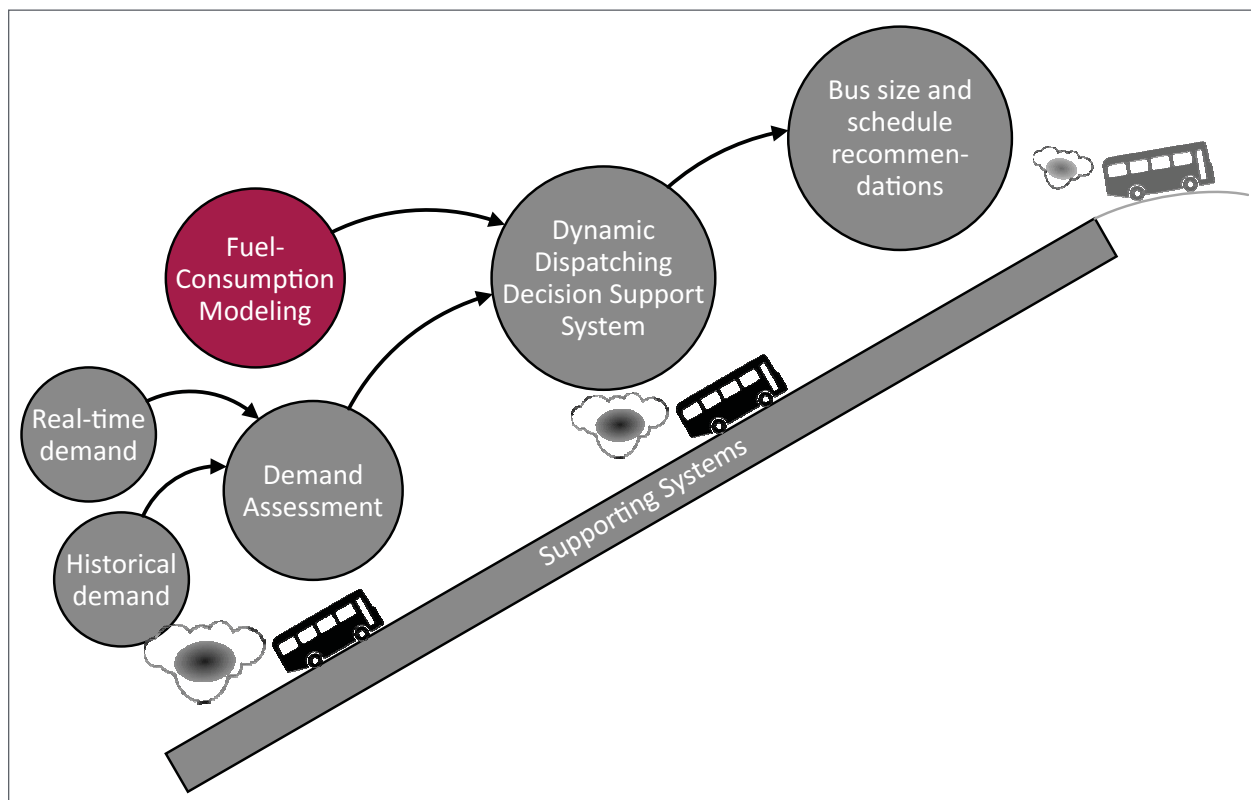 Bus size and
schedule
recommen-
dations
Fuel-
Consumption
Modeling
Dynamic
Dispatching
Decision Support
System
Real-time
demand
Demand
Assessment
Historical
demand
Supporting Systems